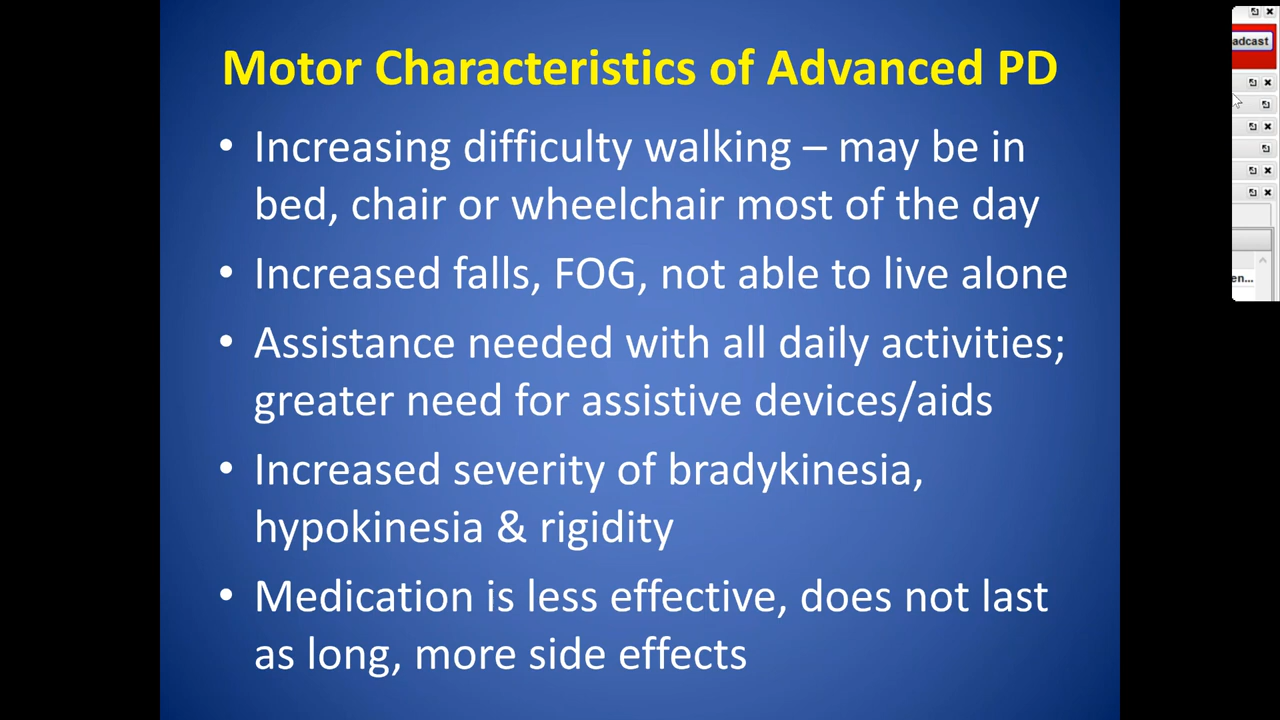 Motor Characteristics of Advanced PD
• Increasing difficulty walking – may be in
bed, chair or wheelchair most of the day
• Increased falls, FOG, not able to live alone
• Assistance needed with all daily activities;
greater need for assistive devices/aids
• Increased severity of bradykinesia,
hypokinesia & rigidity
• Medication is less effective, does not last
as long, more side effects
adcast
en...